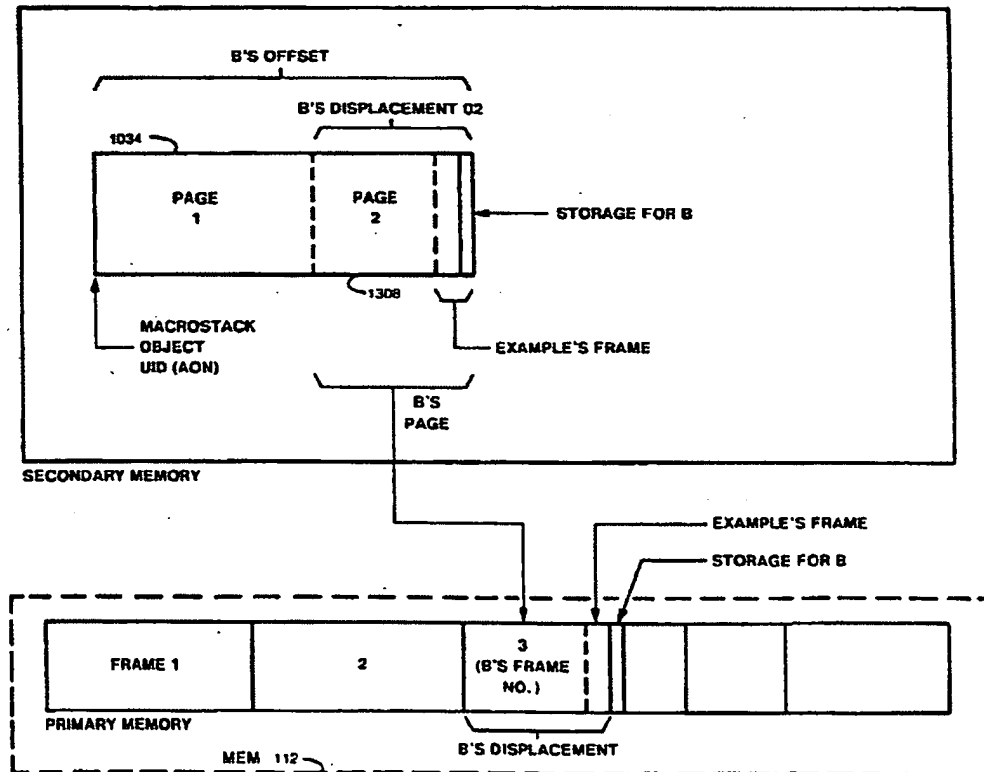 B'S OFFSET
B'S DISPLACEMENT 02
1034
PAGE
1
PAGE
2
STORAGE FOR B
1308
MACROSTACK
OBJECT
UID (AON)
EXAMPLE'S FRAME
B'S
PAGE
SECONDARY MEMORY
EXAMPLE'S FRAME
STORAGE FOR B
FRAME 1
2
3
(B'S FRAME
NO.)
PRIMARY MEMORY
B'S DISPLACEMENT
MEM 112